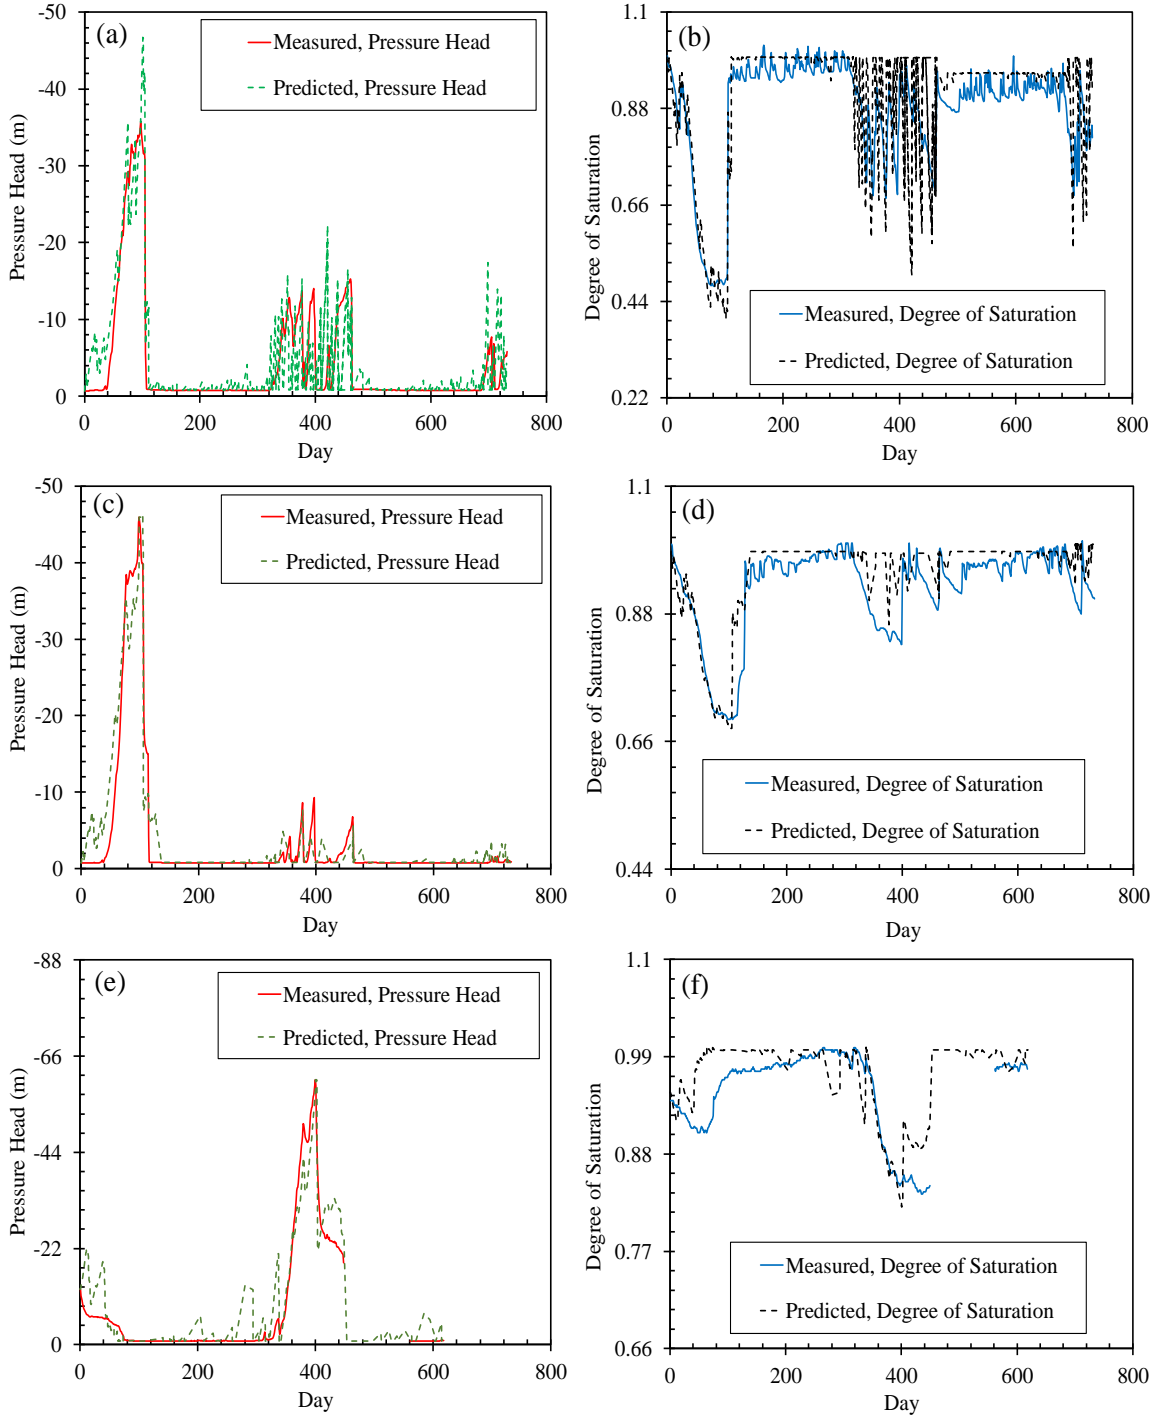 (a)
Measured, Pressure Head
Predicted, Pressure Head
Pressure Head (m)
-50
-40
-30
-20
-10
0
0 200 400 600 800
Day
(b)
Measured, Degree of Saturation
Predicted, Degree of Saturation
Degree of Saturation
1.1
0.88
0.66
0.44
0.22
0 200 400 600 800
Day
(c)
Measured, Pressure Head
Predicted, Pressure Head
Pressure Head (m)
-50
-40
-30
-20
-10
0
0 200 400 600 800
Day
(d)
Measured, Degree of Saturation
Predicted, Degree of Saturation
Degree of Saturation
1.1
0.88
0.66
0.44
0 200 400 600 800
Day
(e)
Measured, Pressure Head
Predicted, Pressure Head
Pressure Head (m)
-88
-66
-44
-22
0
0 200 400 600 800
Day
(f)
Measured, Degree of Saturation
Predicted, Degree of Saturation
Degree of Saturation
1.1
0.99
0.88
0.77
0.66
0 200 400 600 800
Day